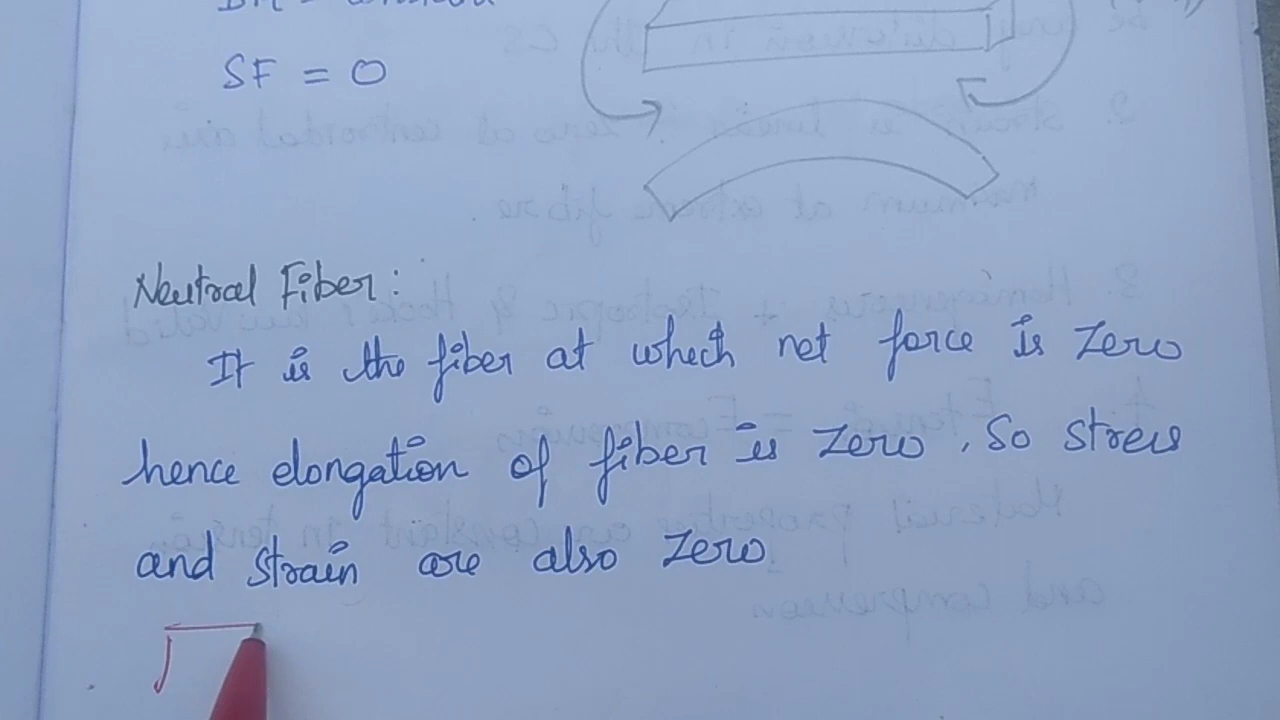 SF = 0
Neutral Fiber:
It is the fiber at which net force is zero
hence elongation of fiber is zero, so stress
and strain are also zero